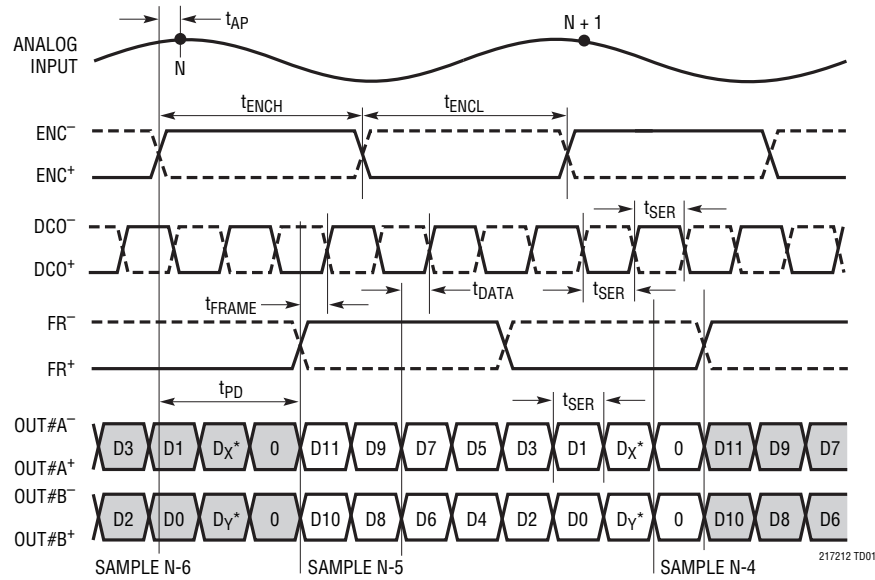 tAP
N + 1
ANALOG
INPUT
N
tENCH
tENCL
ENC–
ENC+
DCO–
tSER
DCO+
tFRAME
tDATA
tSER
FR–
FR+
tPD
tSER
OUT#A–
D3 D1 DX* 0 D11 D9 D7 D5 D3 D1 DX* 0 D11 D9 D7
OUT#A+
OUT#B–
D2 D0 DY* 0 D10 D8 D6 D4 D2 D0 DY* 0 D10 D8 D6
OUT#B+
217212 TD01
SAMPLE N-6
SAMPLE N-5
SAMPLE N-4